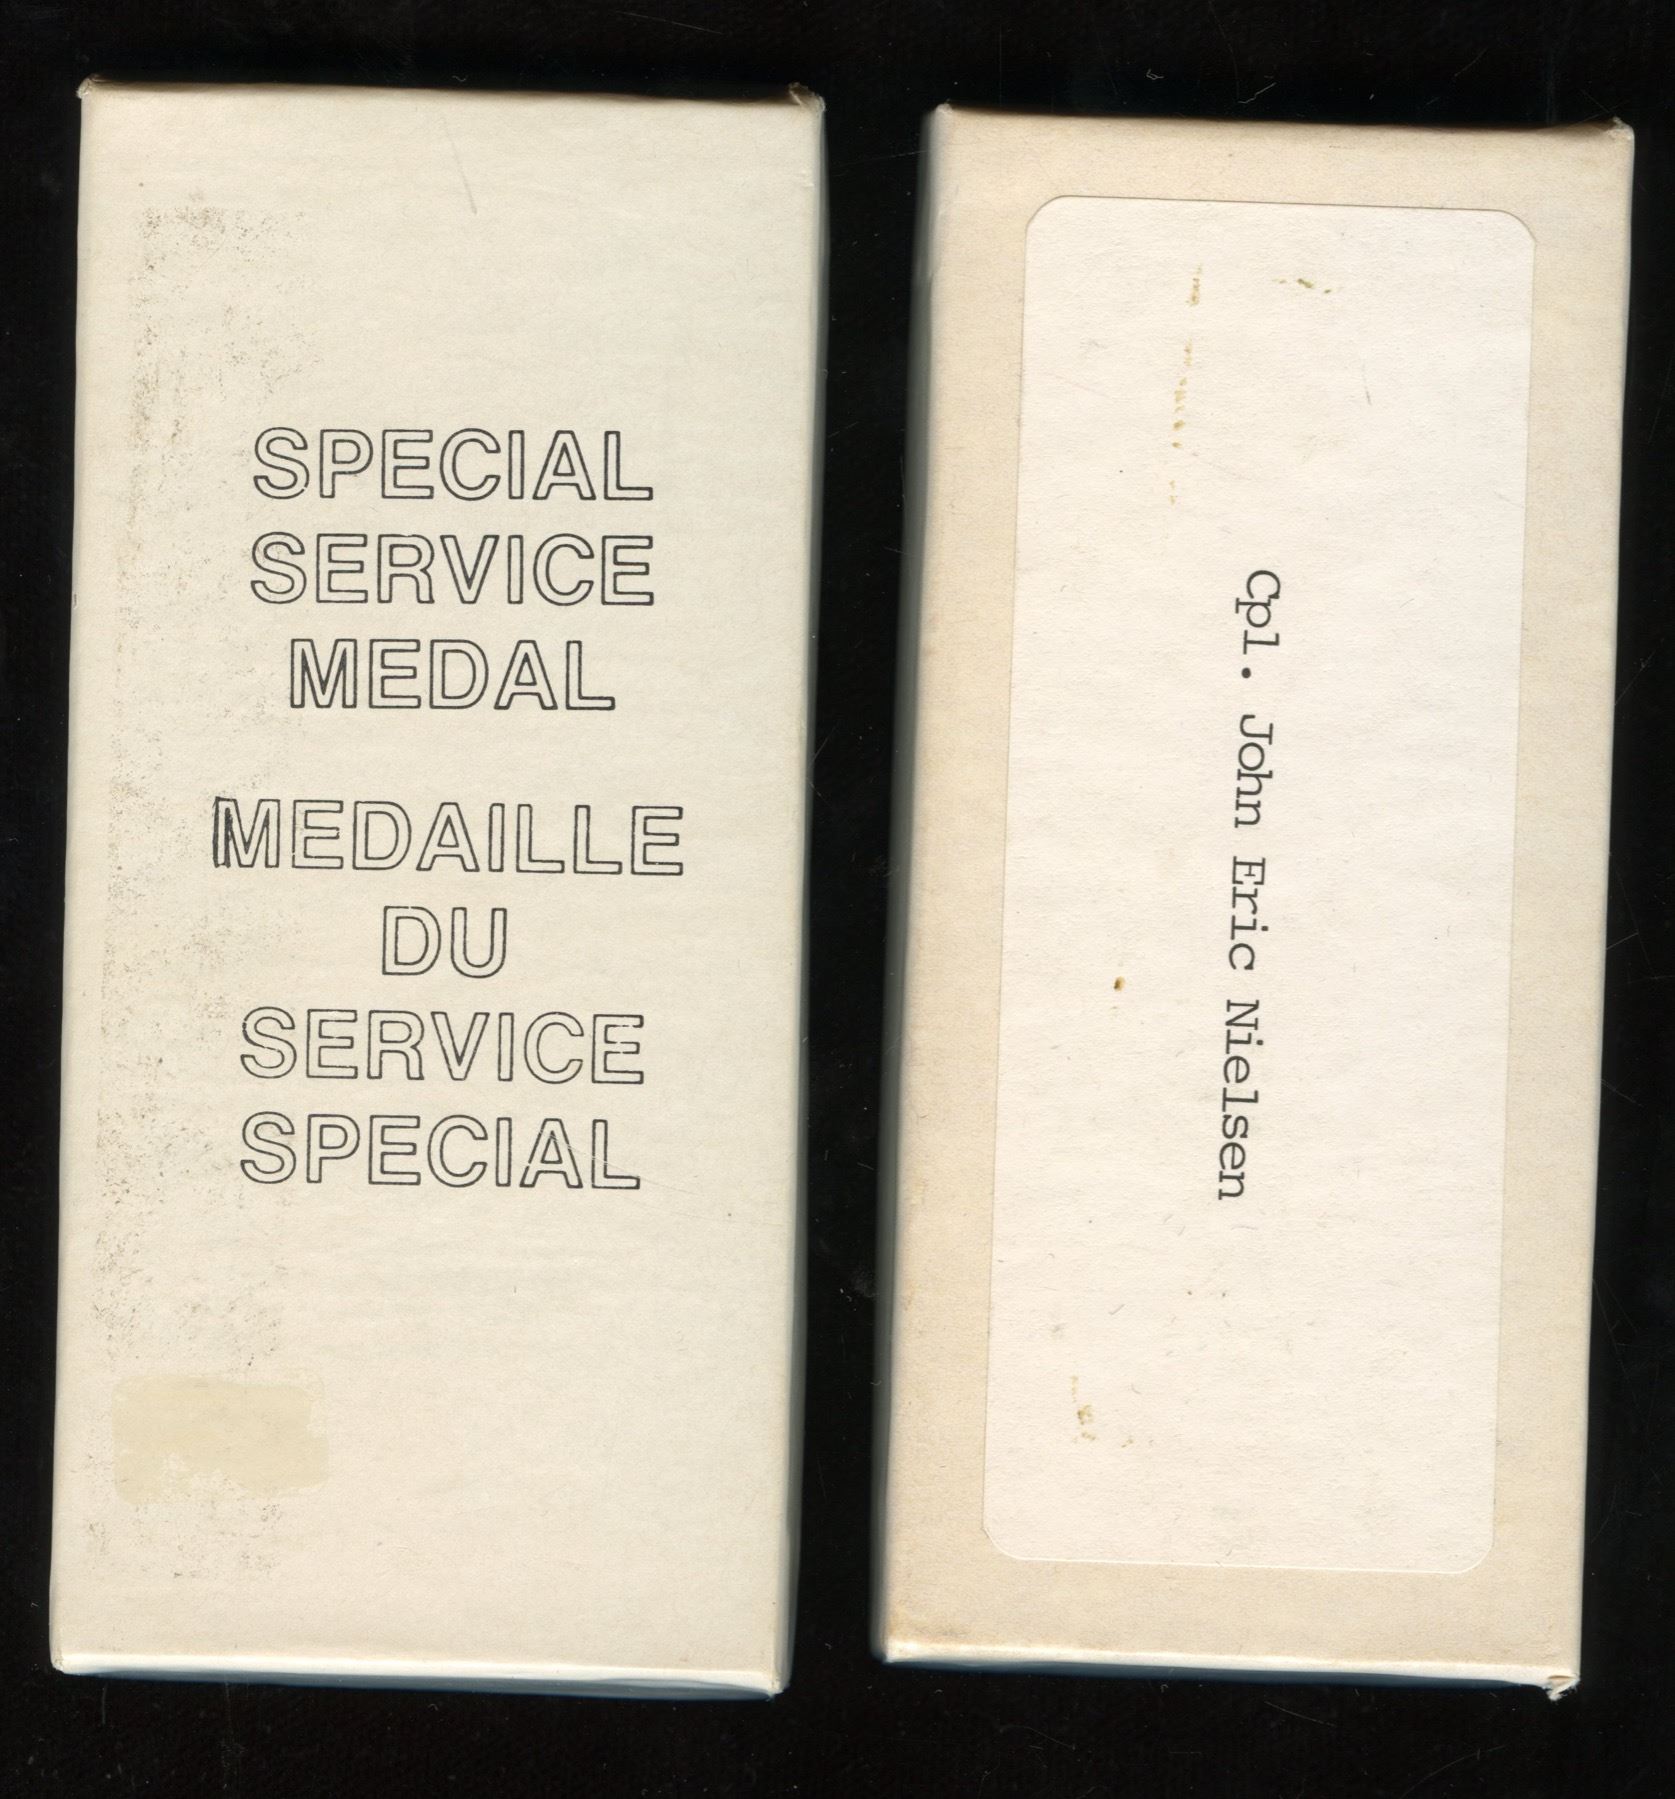 SPECIAL
SERVICE
MEDAL
MEDAILLE
DU
SERVICE
SPECIAL
Cpl. John Eric Nielsen